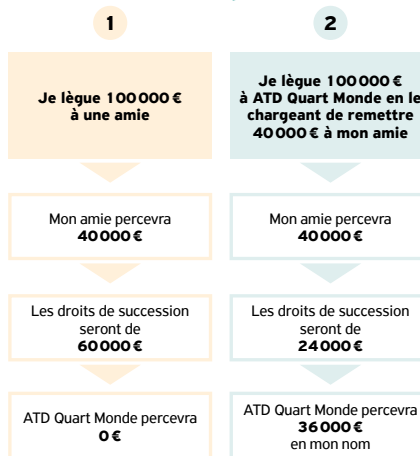 1
Je lègue 100 000 €
à une amie
Mon amie percevra
40 000 €
Les droits de succession
seront de
60 000 €
ATD Quart Monde percevra
0 €
2
Je lègue 100 000 €
à ATD Quart Monde en le
chargeant de remettre
40 000 € à mon amie
Mon amie percevra
40 000 €
Les droits de succession
seront de
24 000 €
ATD Quart Monde percevra
36 000 €
en mon nom